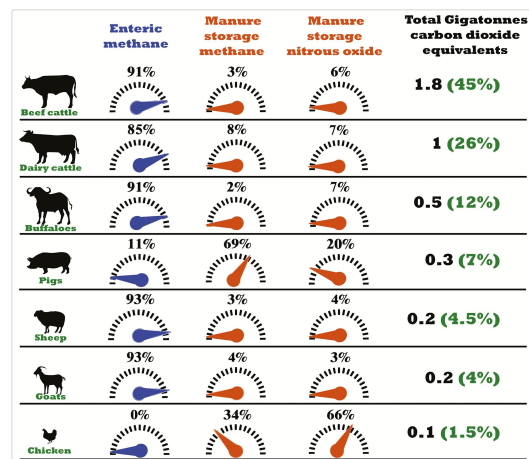 Enteric methane
Manure storage methane
Manure storage nitrous oxide
Total Gigatonnes carbon dioxide equivalents
91% 3% 6%
1.8 (45%)
Beef cattle
85% 8% 7%
1 (26%)
Dairy cattle
91% 2% 7%
0.5 (12%)
Buffaloes
11% 69% 20%
0.3 (7%)
Pigs
93% 3% 4%
0.2 (4.5%)
Sheep
93% 4% 3%
0.2 (4%)
Goats
0% 34% 66%
0.1 (1.5%)
Chicken